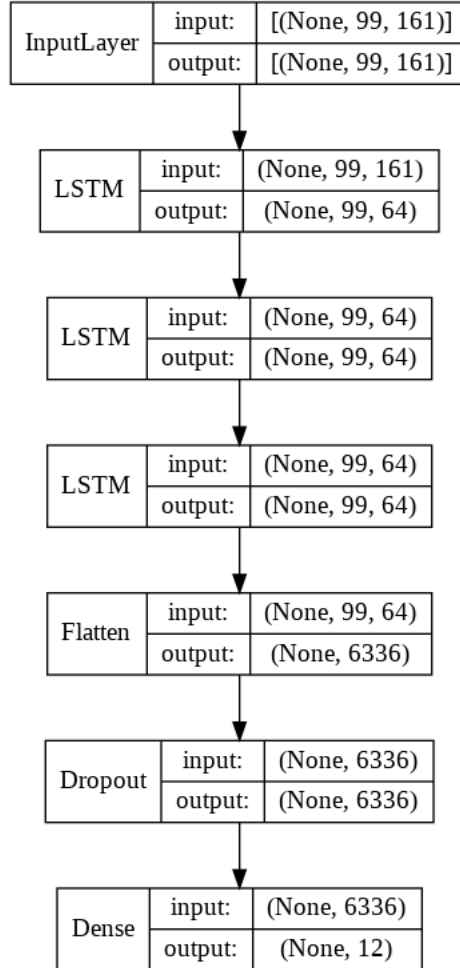 InputLayer
input: [(None, 99, 161)]
output: [(None, 99, 161)]
LSTM
input: (None, 99, 161)
output: (None, 99, 64)
LSTM
input: (None, 99, 64)
output: (None, 99, 64)
LSTM
input: (None, 99, 64)
output: (None, 99, 64)
Flatten
input: (None, 99, 64)
output: (None, 6336)
Dropout
input: (None, 6336)
output: (None, 6336)
Dense
input: (None, 6336)
output: (None, 12)